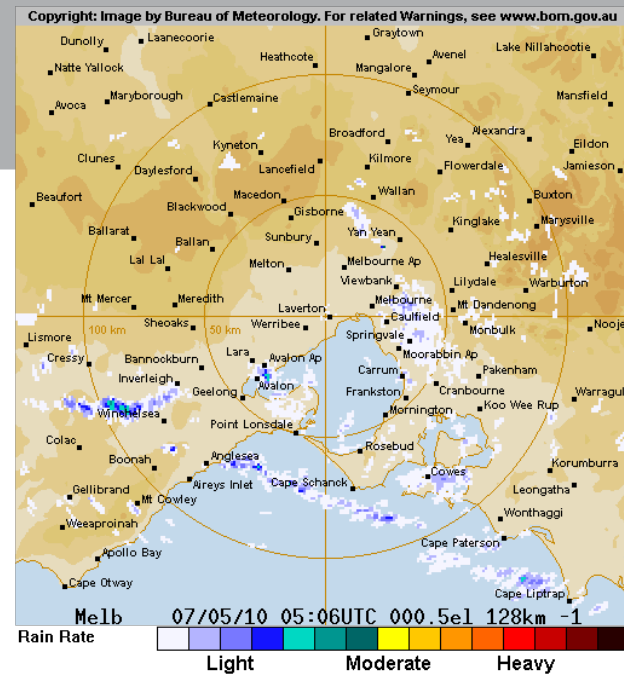 Copyright: Image by Bureau of Meteorology. For related Warnings, see www.bom.gov.au
Graytown
Laanecoorie
Dunolly
Lake Nillahcootie
Heathcote
Avenel
Natte Yallock
Mangalore
Seymour
Maryborough
Castlemaine
Mansfield
Avoca
Broadford
Alexandra
Yea
Kyneton
Eildon
Clunes
Daylesford
Lancefield
Kilmore
Flowerdale
Jamieson
Beaufort
Macedon
Wallan
Buxton
Blackwood
Gisborne
Kinglake
Marysville
Ballarat
Ballan
Sunbury
Yan Yean
Lal Lal
Melton
Melbourne Ap
Healesville
Viewbank
Lilydale
Warburton
Mt Mercer
Meredith
Laverton
Melbourne
Mt Dandenong
100 km
50 km
Sheoaks
Werribee
Caulfield
Monbulk
Nooje
Lismore
Springvale
Cressy
Bannockburn
Lara
Avalon Ap
Moorabbin Ap
Inverleigh
Avalon
Carrum
Pakenham
Geelong
Frankston
Cranbourne
Warragul
Winchelsea
Mornington
Koo Wee Rup
Point Lonsdale
Colac
Rosebud
Boonah
Anglesea
Cowes
Korumburra
Gellibrand
Aireys Inlet
Cape Schanck
Leongatha
Mt Cowley
Wonthaggi
Weeaproinah
Cape Paterson
Apollo Bay
Cape Otway
Cape Liptrap
Melb 07/05/10 05:06UTC 000.5el 128km -1
Rain Rate
Light Moderate Heavy